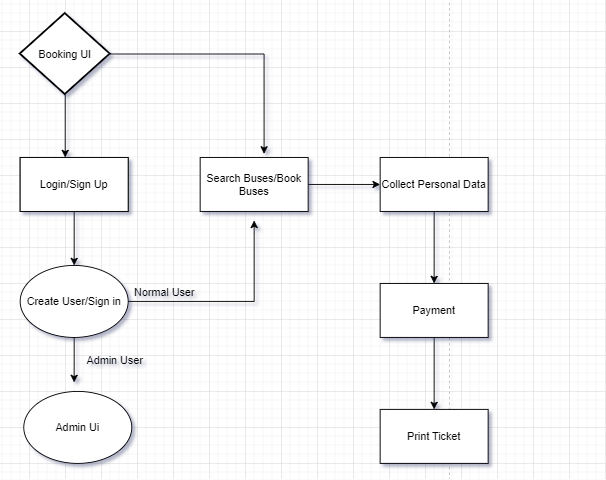 Booking UI
Login/Sign Up
Search Buses/Book
Buses
Collect Personal Data
Create User/Sign in
Normal User
Payment
Admin User
Admin Ui
Print Ticket